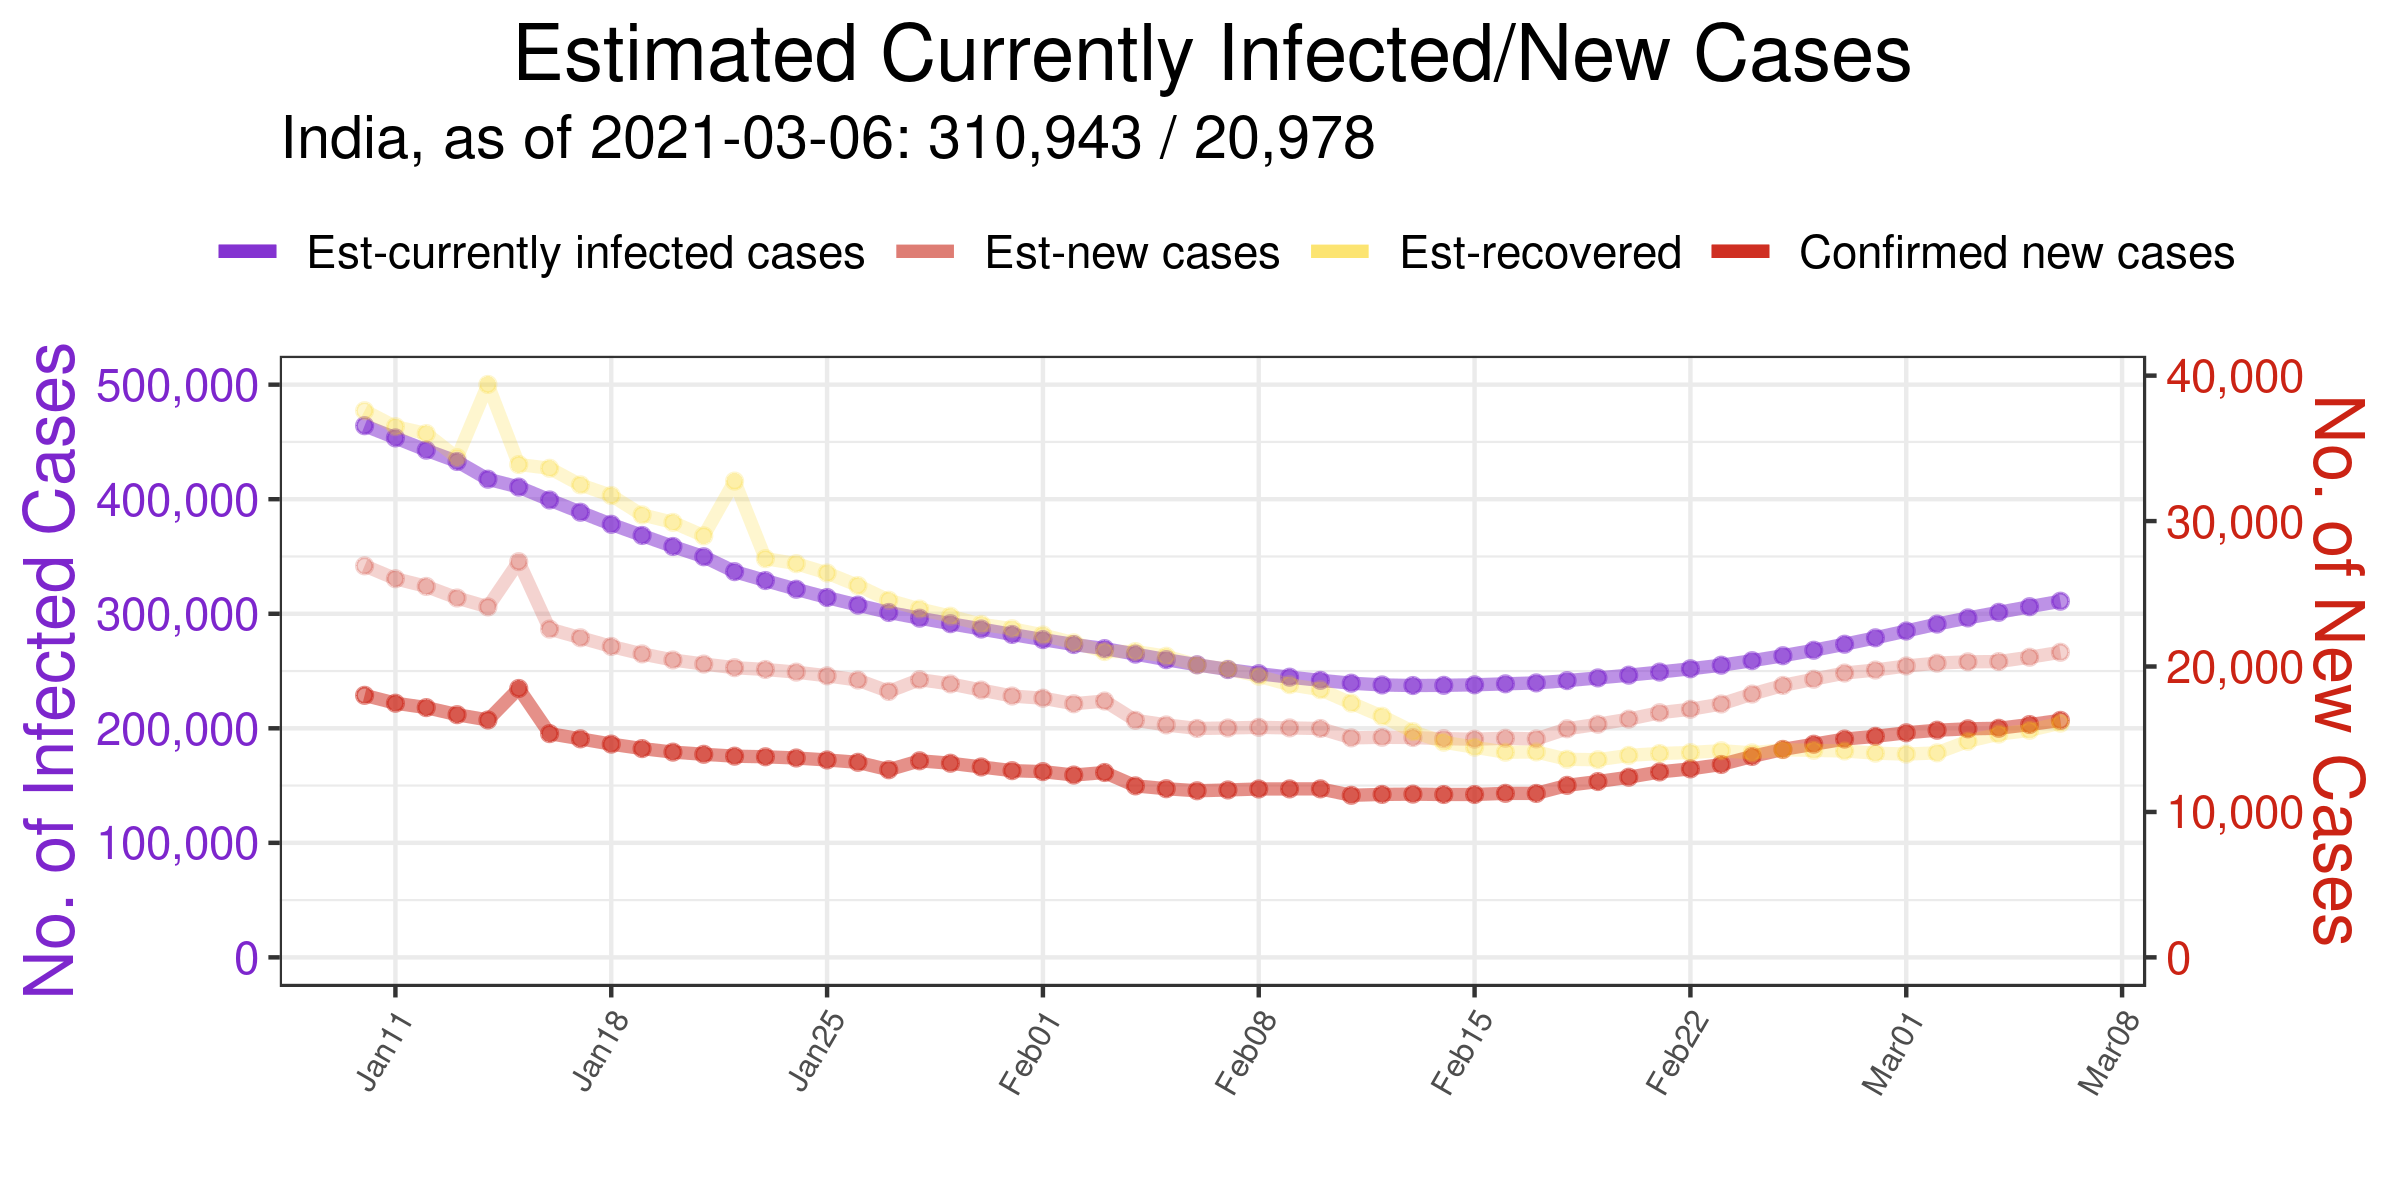 Estimated Currently Infected/New Cases
India, as of 2021-03-06: 310,943 / 20,978
Est-currently infected cases Est-new cases Est-recovered Confirmed new cases
No. of Infected Cases
500,000
400,000
300,000
200,000
100,000
0
40,000
30,000
20,000
10,000
0
No. of New Cases
Jan11 Jan18 Jan25 Feb01 Feb08 Feb15 Feb22 Mar01 Mar08